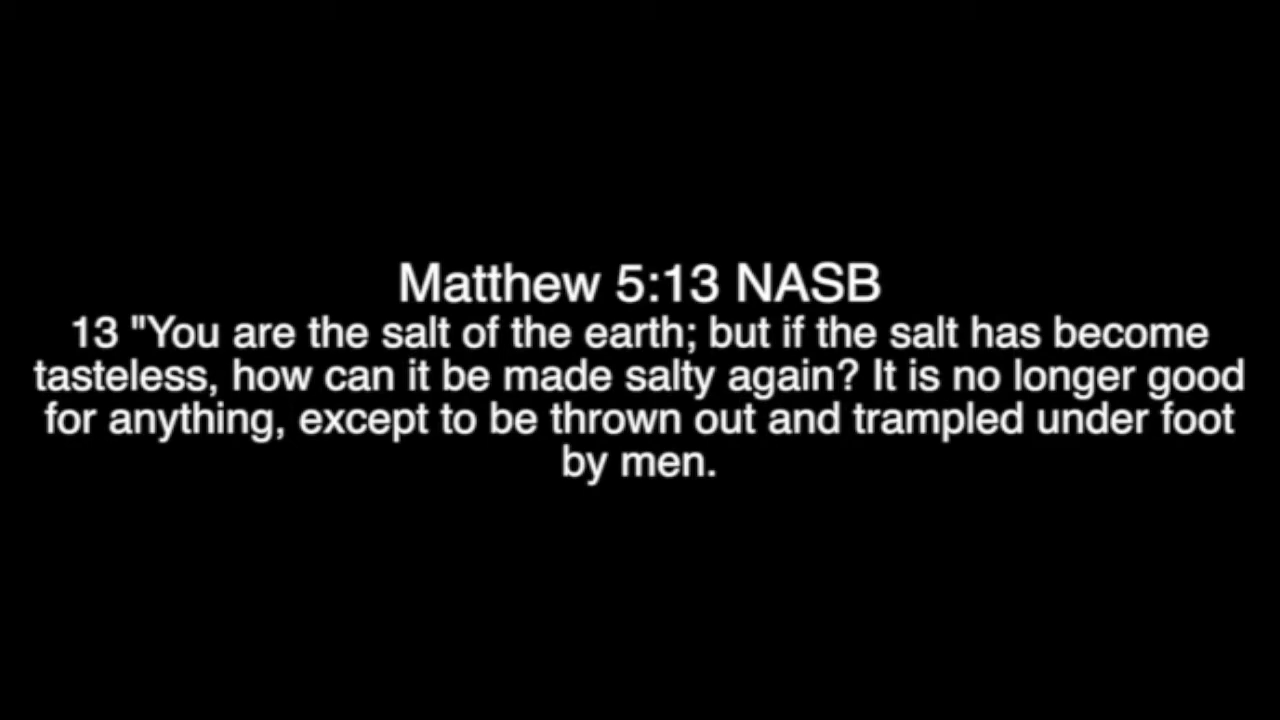 Matthew 5:13 NASB
13 "You are the salt of the earth; but if the salt has become
tasteless, how can it be made salty again? It is no longer good
for anything, except to be thrown out and trampled under foot
by men.